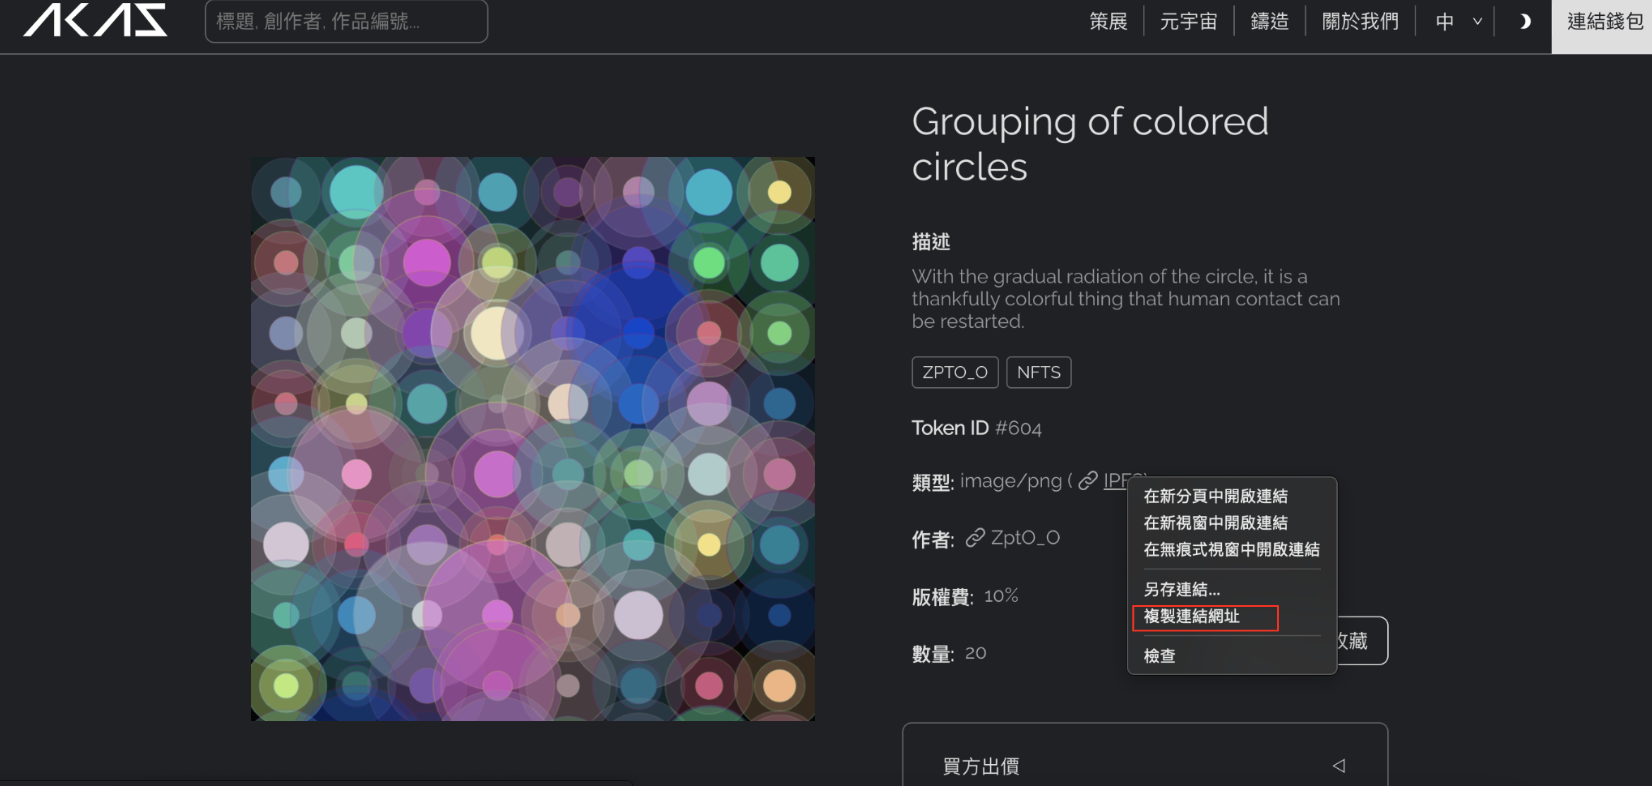 AKAS
標題, 創作者, 作品編號...
策展
元宇宙
鑄造
關於我們
中
連結錢包
Grouping of colored
circles
描述
With the gradual radiation of the circle, it is a
thankfully colorful thing that human contact can
be restarted.
ZPTO_O
NFTS
Token ID #604
類型: image/png ( IPFS)
在新分頁中開啟連結
在新視窗中開啟連結
在無痕式視窗中開啟連結
另存連結...
複製連結網址
檢查
作者: ZptO_O
版權費: 10%
數量: 20
收藏
買方出價